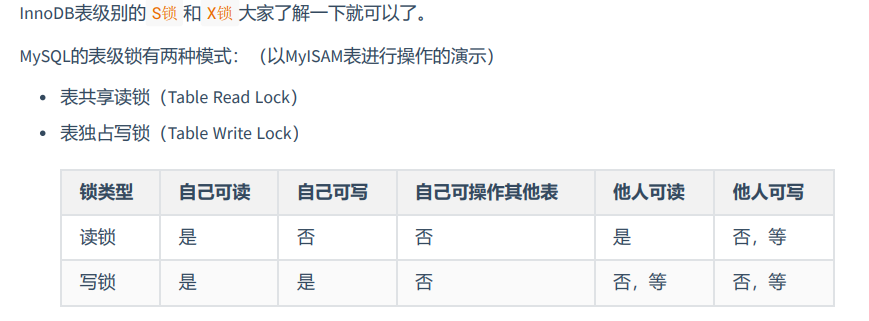 InnoDB表级别的 S锁 和 X锁 大家了解一下就可以了。
MySQL的表级锁有两种模式：（以MyISAM表进行操作的演示）
• 表共享读锁（Table Read Lock）
• 表独占写锁（Table Write Lock）
锁类型 自己可读 自己可写 自己可操作其他表 他人可读 他人可写
读锁 是 否 否 是 否，等
写锁 是 是 否 否，等 否，等